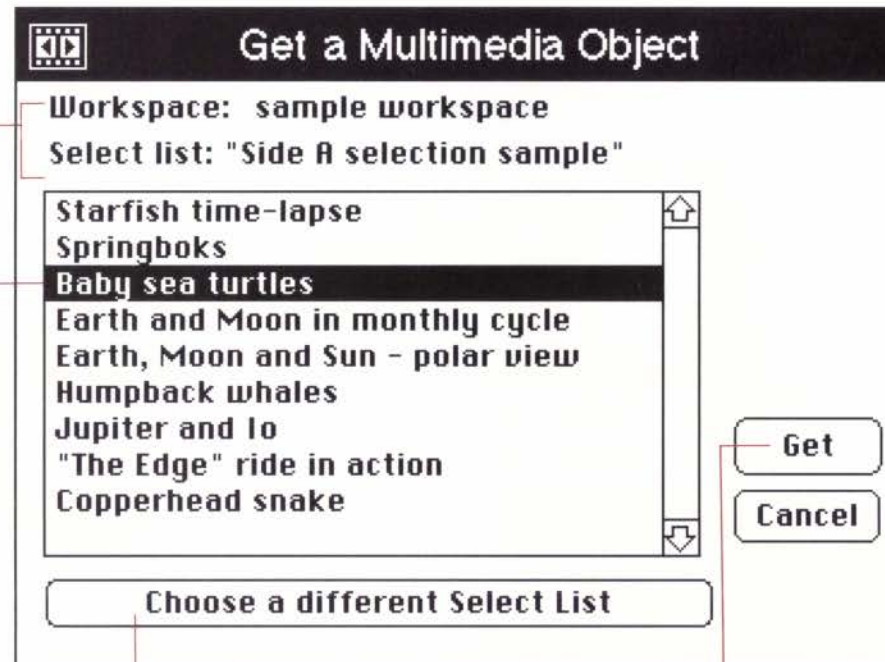 Get a Multimedia Object
Workspace: sample workspace
Select list: "Side A selection sample"
Starfish time-lapse
Springboks
Baby sea turtles
Earth and Moon in monthly cycle
Earth, Moon and Sun - polar view
Humpback whales
Jupiter and Io
"The Edge" ride in action
Copperhead snake
Get
Cancel
Choose a different Select List